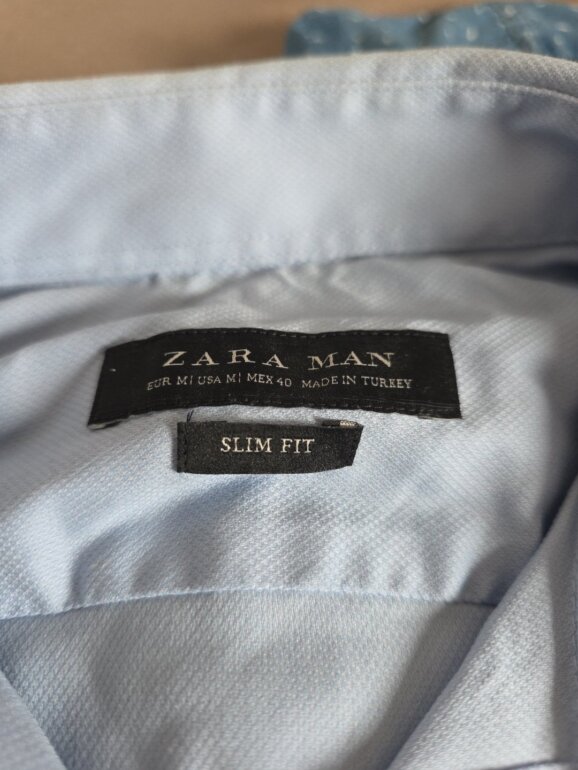 ZARA MAN
EUR M| USA M| MEX 40 MADE IN TURKEY
SLIM FIT